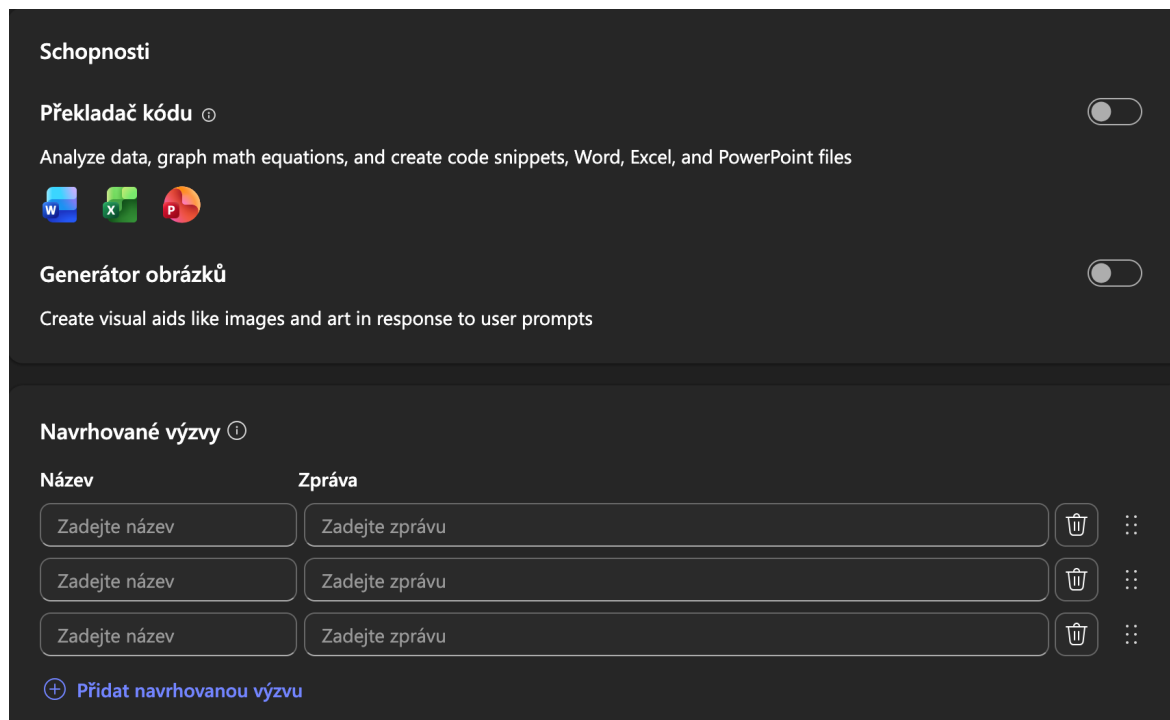 Schopnosti
Překladač kódu
Analyze data, graph math equations, and create code snippets, Word, Excel, and PowerPoint files
W X P
Generátor obrázků
Create visual aids like images and art in response to user prompts
Navrhované výzvy
Název Zpráva
Zadejte název Zadejte zprávu
Zadejte název Zadejte zprávu
Zadejte název Zadejte zprávu
Přidat navrhovanou výzvu